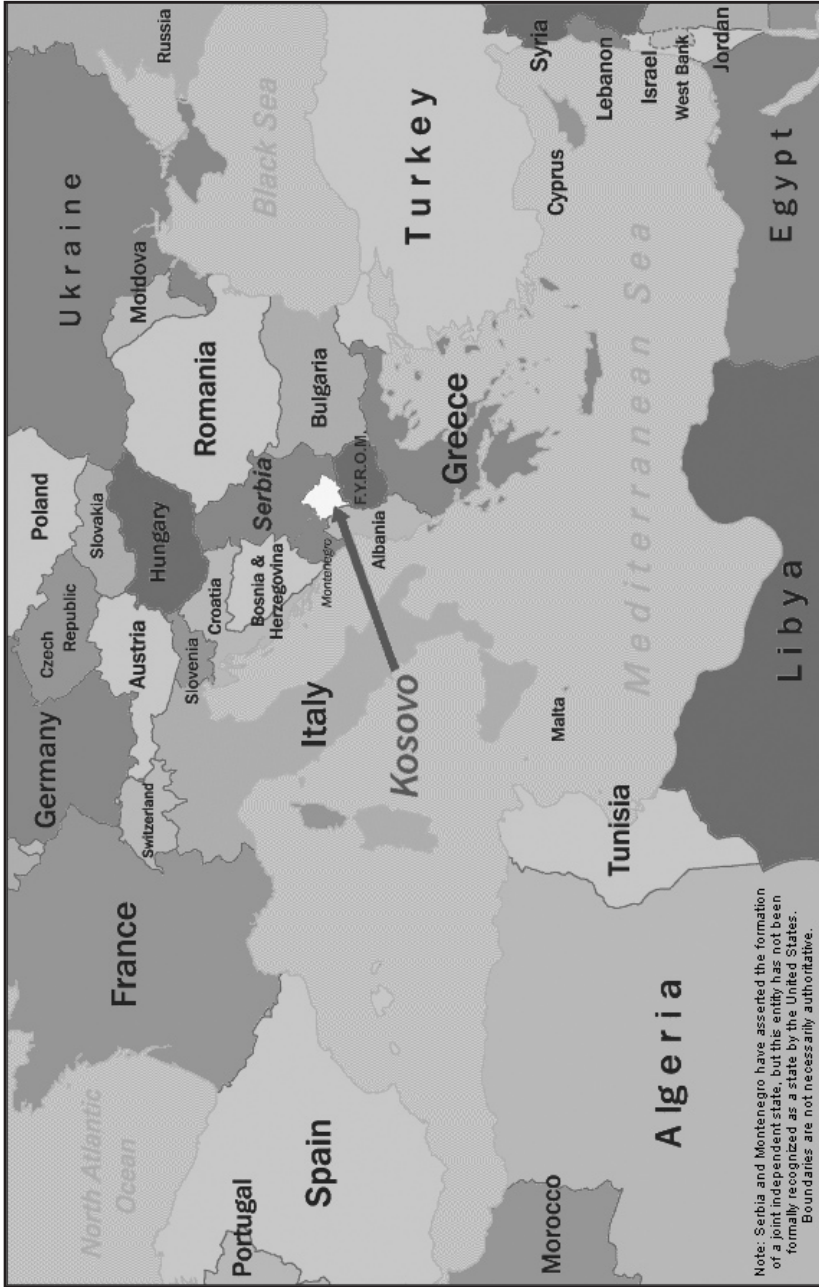 North Atlantic
Ocean
France
Germany
Czech
Republic
Poland
Slovakia
Ukraine
Russia
Switzerland
Austria
Hungary
Moldova
Slovenia
Croatia
Romania
Bosnia &
Herzegovina
Serbia
Black Sea
Portugal
Spain
Italy
Montenegro
Bulgaria
Kosovo
Albania
F.Y.R.O.M.
Greece
Turkey
Malta
Cyprus
Syria
Lebanon
Israel
West Bank
Jordan
Mediterranean Sea
Morocco
Algeria
Tunisia
Libya
Egypt
Note: Serbia and Montenegro have asserted the formation
of a joint independent state, but this entity has not been
formally recognized as a state by the United States.
Boundaries are not necessarily authoritative.